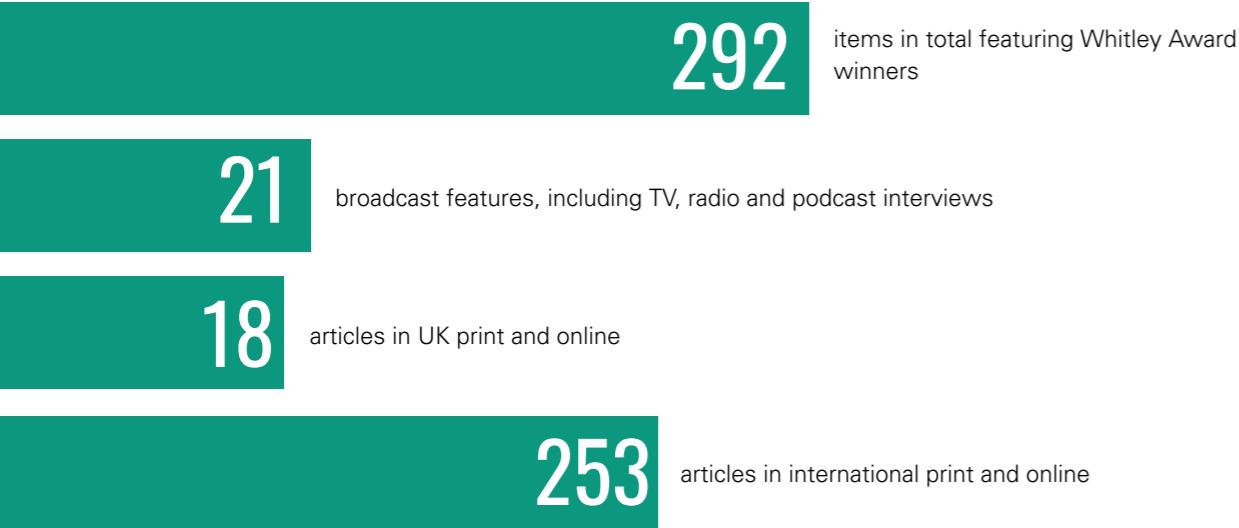 292
items in total featuring Whitley Award
winners
21
broadcast features, including TV, radio and podcast interviews
18
articles in UK print and online
253
articles in international print and online